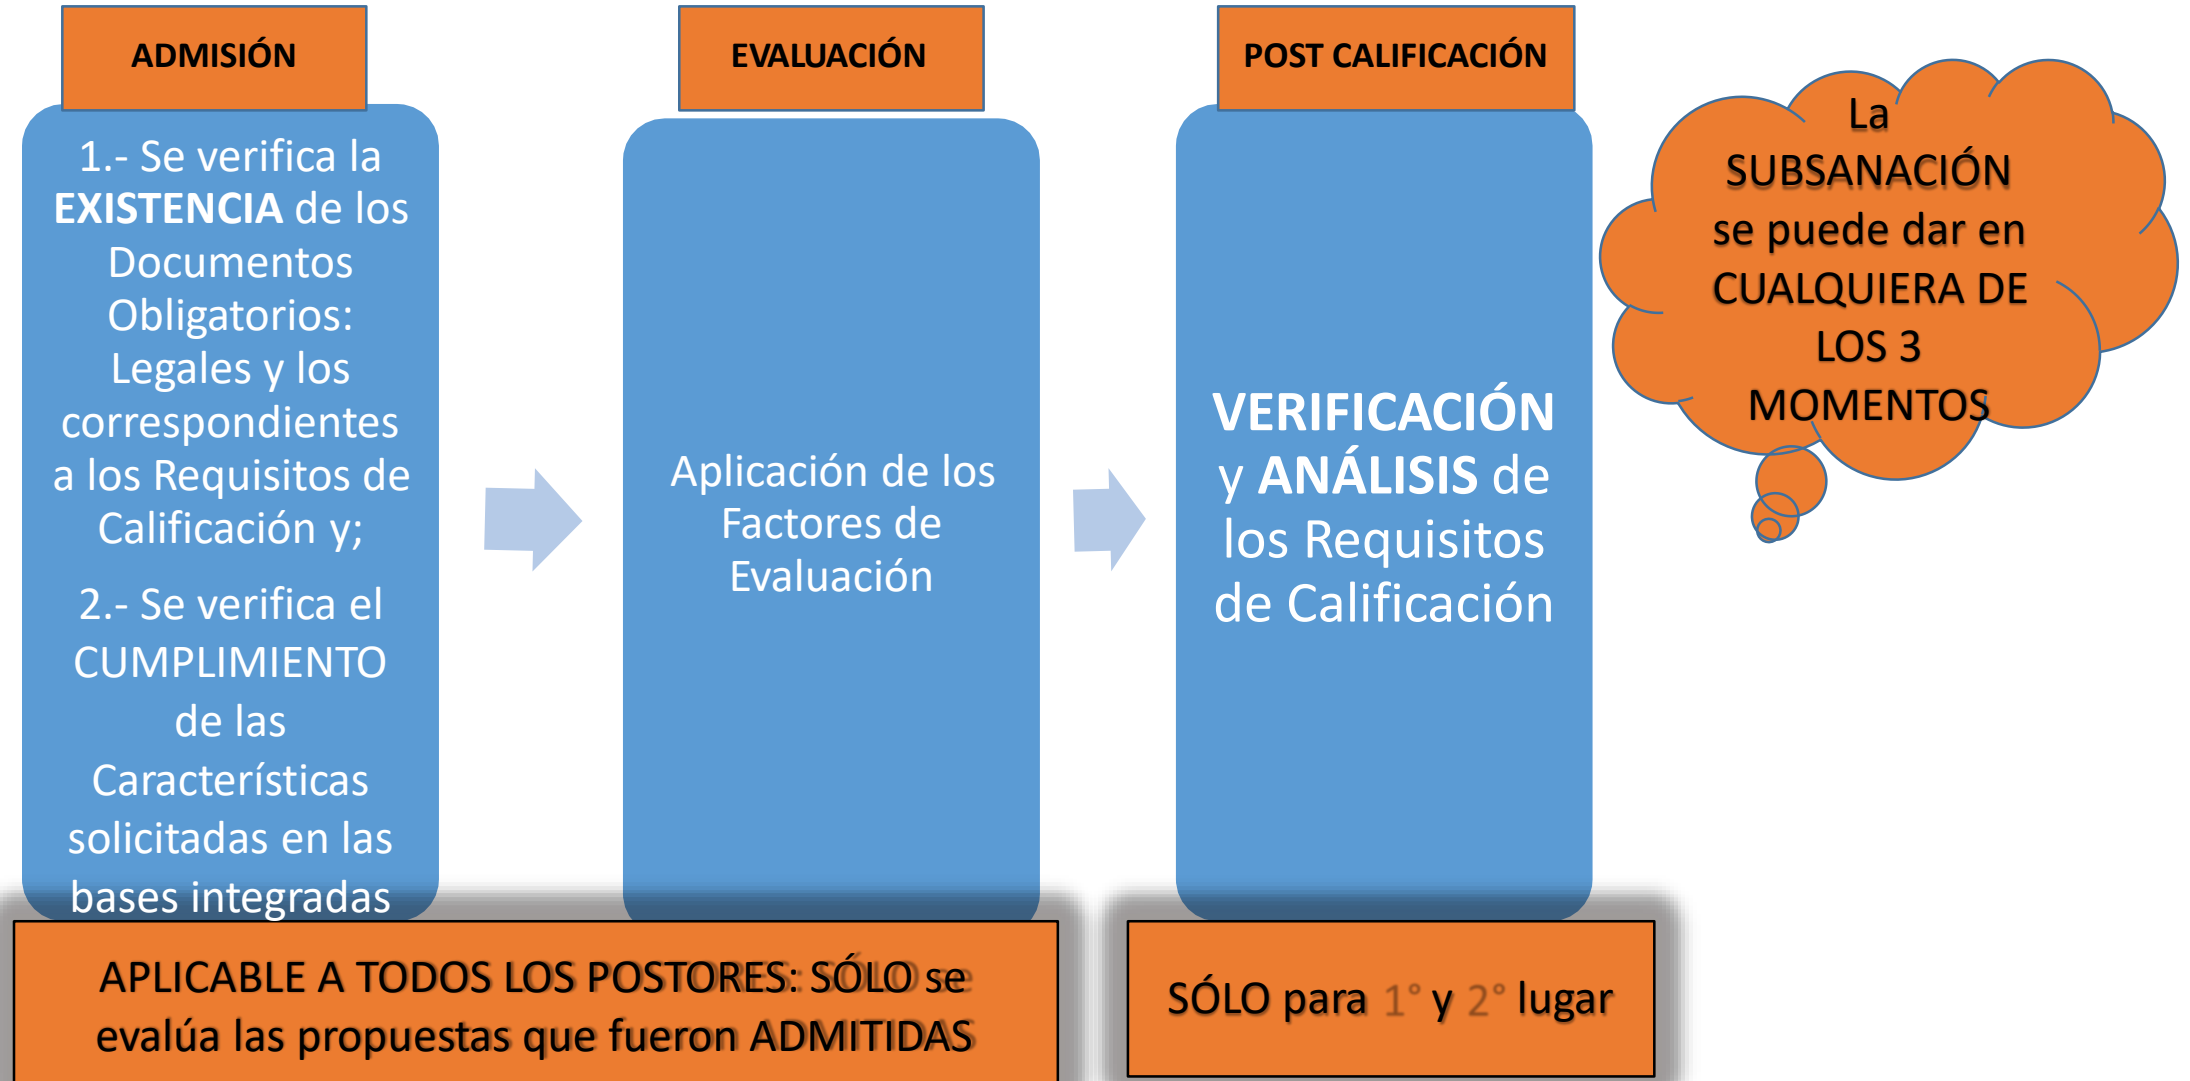 ADMISIÓN
1.- Se verifica la
EXISTENCIA de los
Documentos
Obligatorios:
Legales y los
correspondientes
a los Requisitos de
Calificación y;
2.- Se verifica el
CUMPLIMIENTO
de las
Características
solicitadas en las
bases integradas
EVALUACIÓN
Aplicación de los
Factores de
Evaluación
POST CALIFICACIÓN
VERIFICACIÓN
y ANÁLISIS de
los Requisitos
de Calificación
La
SUBSANACIÓN
se puede dar en
CUALQUIERA DE
LOS 3
MOMENTOS
APLICABLE A TODOS LOS POSTORES: SÓLO se
evalúa las propuestas que fueron ADMITIDAS
SÓLO para 1° y 2° lugar